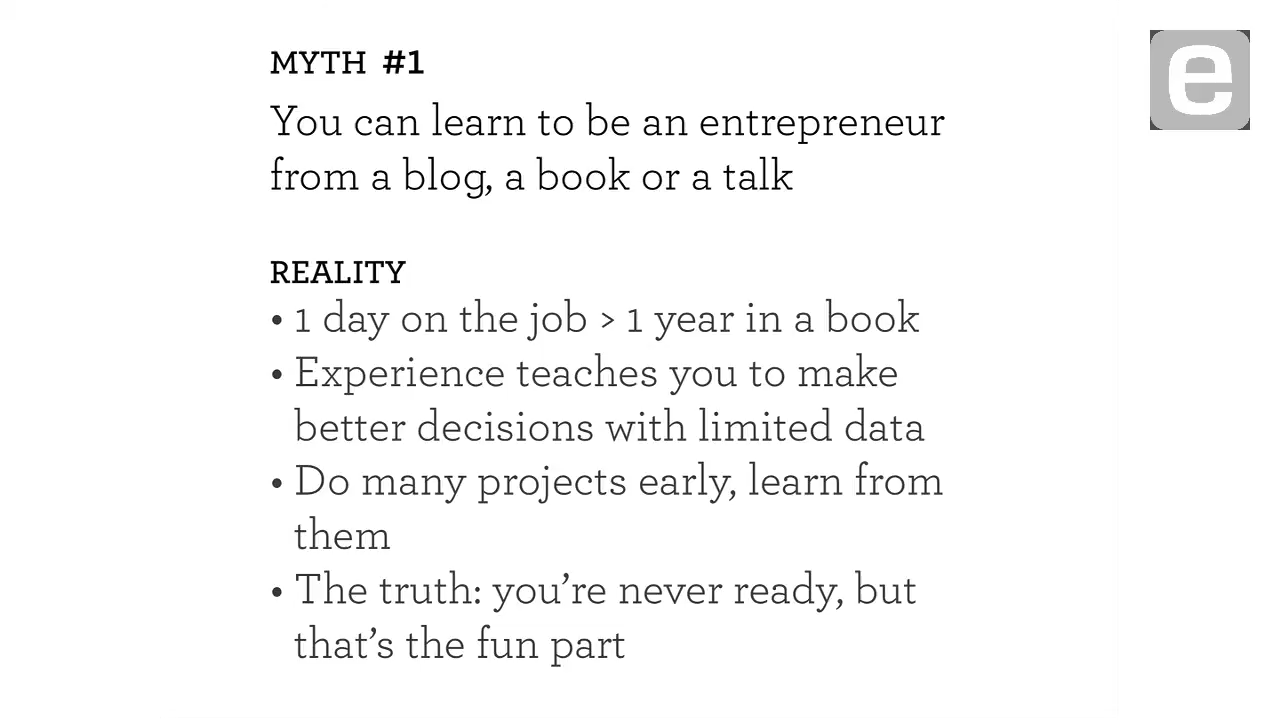 MYTH #1
You can learn to be an entrepreneur
from a blog, a book or a talk
REALITY
• 1 day on the job > 1 year in a book
• Experience teaches you to make
better decisions with limited data
• Do many projects early, learn from
them
• The truth: you’re never ready, but
that’s the fun part
e